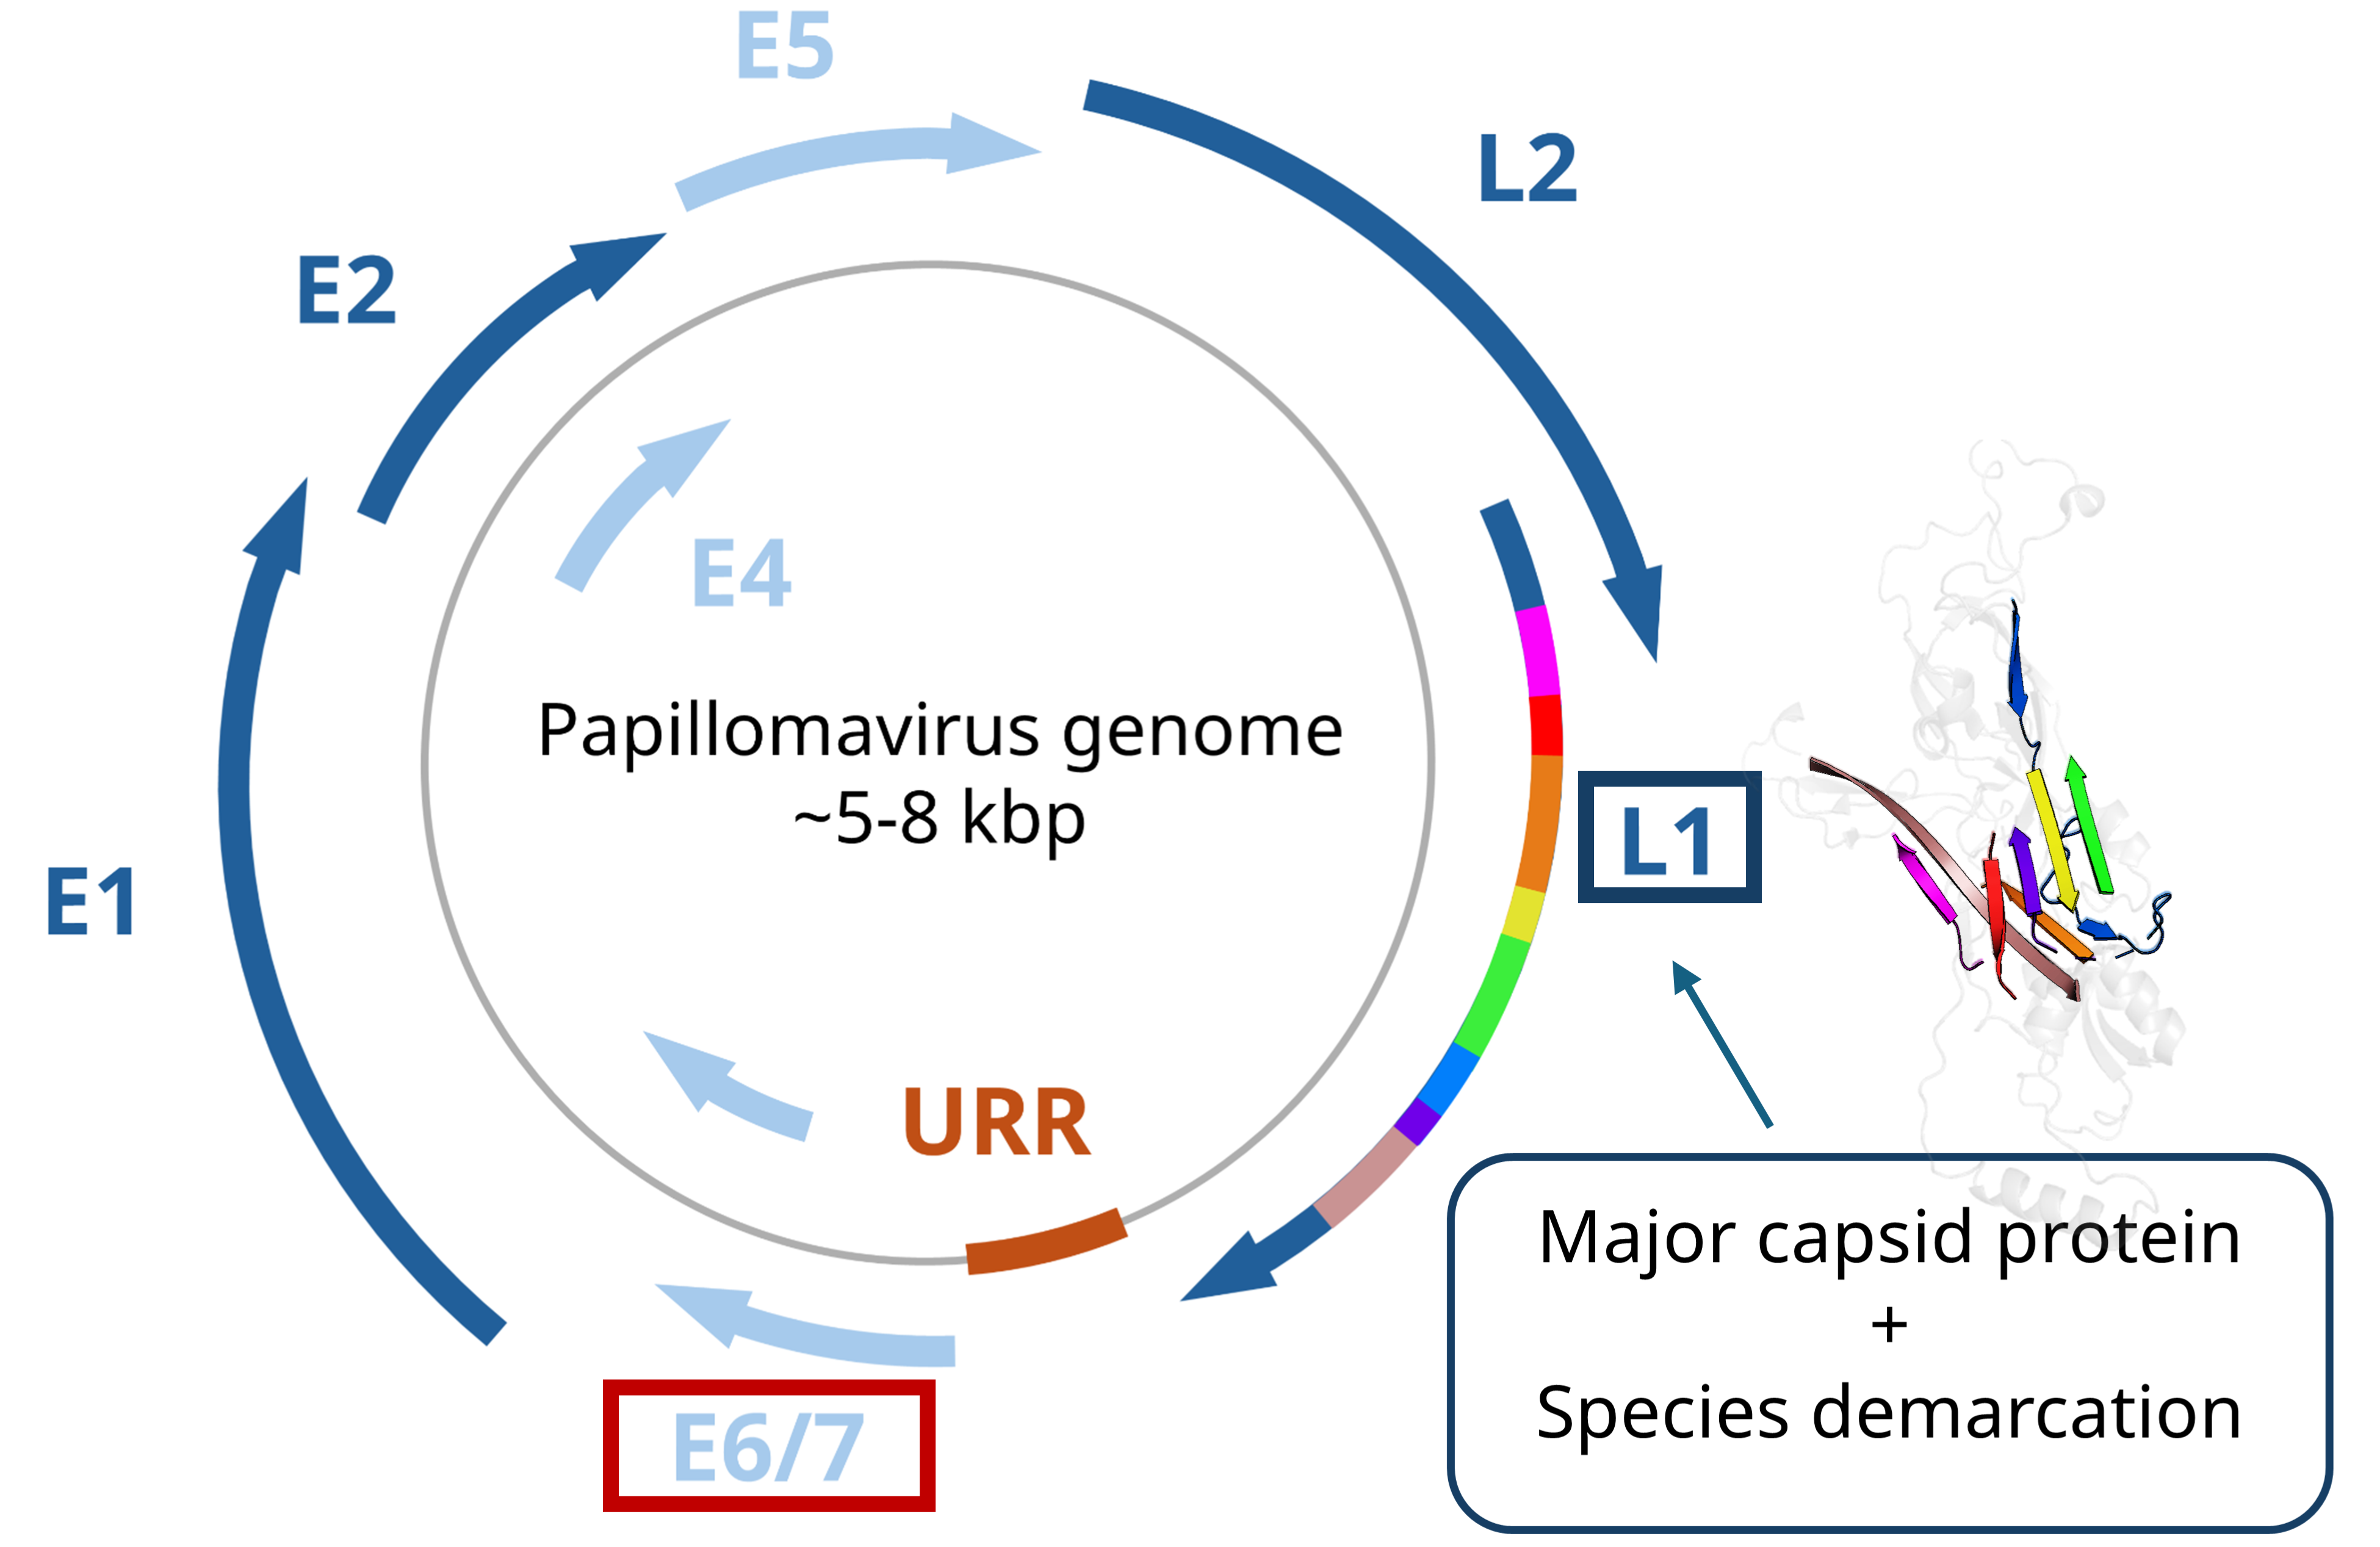 E5
L2
E2
E4
Papillomavirus genome
~5-8 kbp
L1
E1
URR
Major capsid protein
+
Species demarcation
E6/7